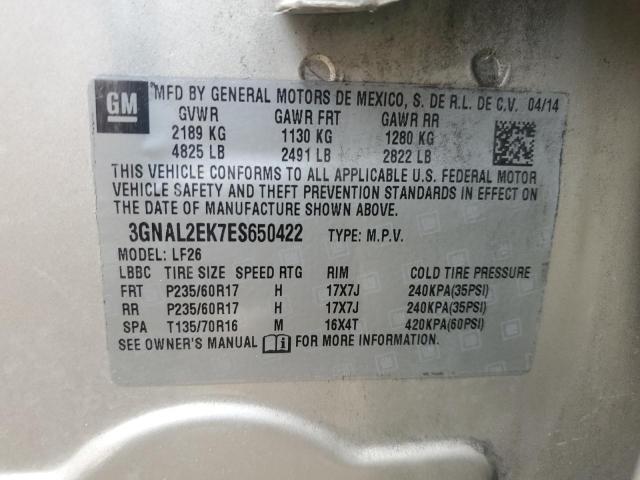 GM MFD BY GENERAL MOTORS DE MEXICO, S. DE R.L. DE C.V. 04/14
GVWR GAWR FRT GAWR RR
2189 KG 1130 KG 1280 KG
4825 LB 2491 LB 2822 LB
THIS VEHICLE CONFORMS TO ALL APPLICABLE U.S. FEDERAL MOTOR
VEHICLE SAFETY AND THEFT PREVENTION STANDARDS IN EFFECT ON
THE DATE OF MANUFACTURE SHOWN ABOVE.
3GNAL2EK7ES650422 TYPE: M.P.V.
MODEL: LF26
LBBC TIRE SIZE SPEED RTG RIM COLD TIRE PRESSURE
FRT P235/60R17 H 17X7J 240KPA(35PSI)
RR P235/60R17 H 17X7J 240KPA(35PSI)
SPA T135/70R16 M 16X4T 420KPA(60PSI)
SEE OWNER'S MANUAL i FOR MORE INFORMATION.